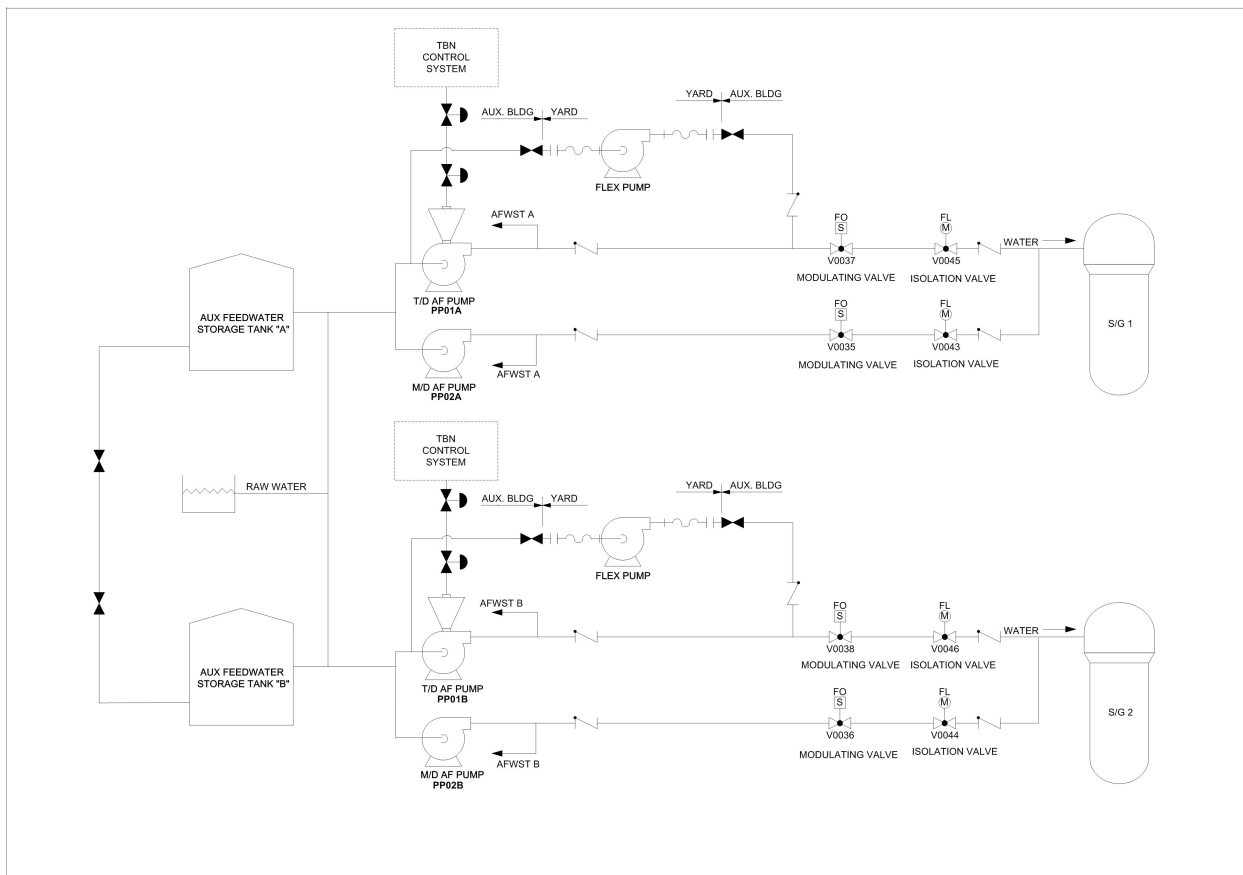 TBN
CONTROL
SYSTEM
YARD
AUX. BLDG
AUX. BLDG
YARD
FLEX PUMP
AFWST A
FO
S
V0037
MODULATING VALVE
FL
M
V0045
ISOLATION VALVE
WATER
T/D AF PUMP
PP01A
AUX FEEDWATER
STORAGE TANK "A"
S/G 1
FO
S
V0035
MODULATING VALVE
FL
M
V0043
ISOLATION VALVE
AFWST A
M/D AF PUMP
PP02A
TBN
CONTROL
SYSTEM
RAW WATER
YARD
AUX. BLDG
AUX. BLDG
YARD
FLEX PUMP
AFWST B
FO
S
V0038
MODULATING VALVE
FL
M
V0046
ISOLATION VALVE
WATER
AUX FEEDWATER
STORAGE TANK "B"
T/D AF PUMP
PP01B
FO
S
V0036
MODULATING VALVE
FL
M
V0044
ISOLATION VALVE
S/G 2
AFWST B
M/D AF PUMP
PP02B